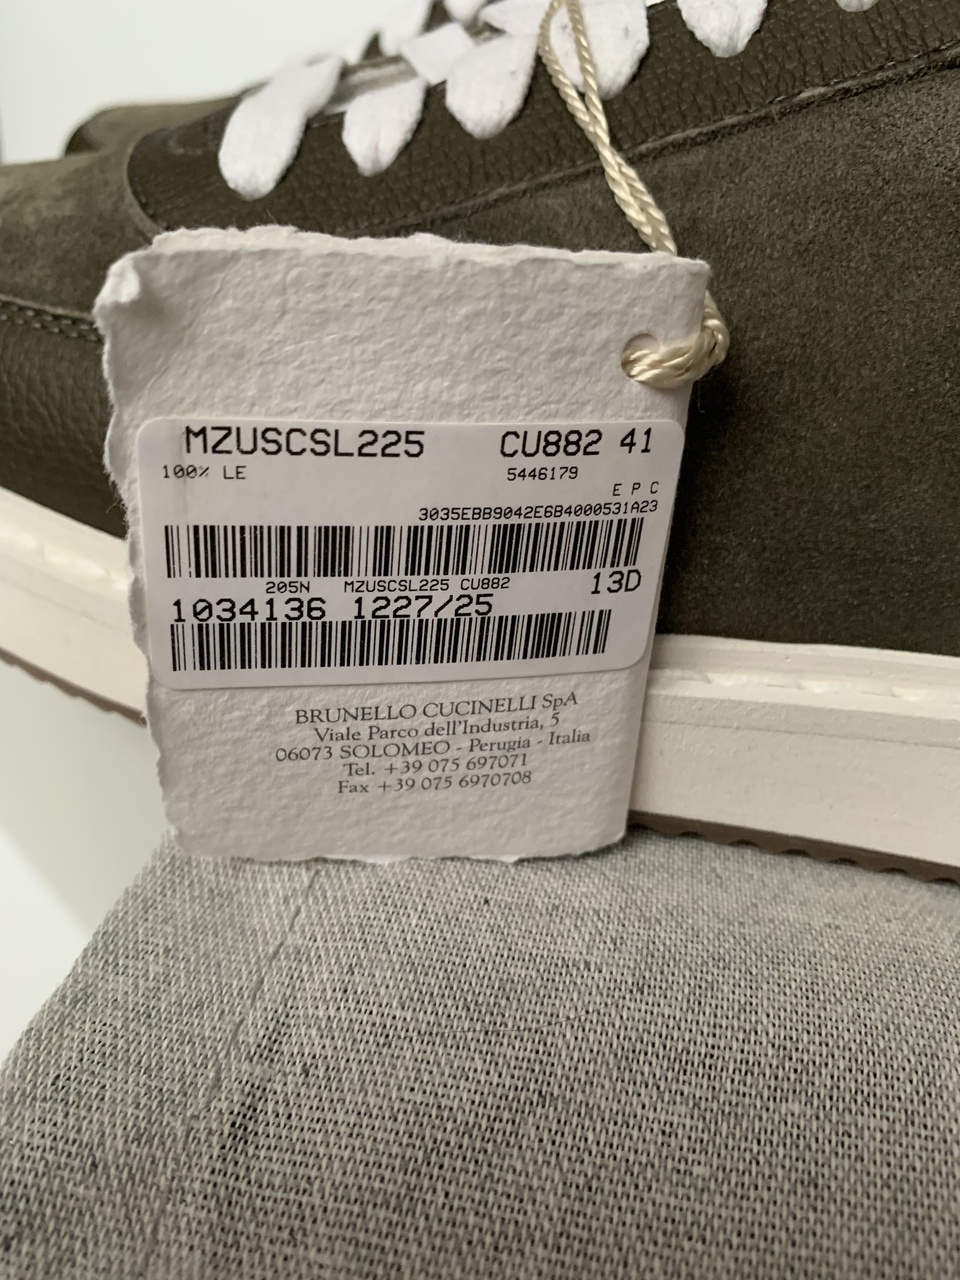 MZUSCSL225 CU882 41
100% LE 5446179
E P C
3035EBB9042E6B4000531A23
205N MZUSCSL225 CU882 13D
1034136 1227/25
BRUNELLO CUCINELLI SpA
Viale Parco dell'Industria, 5
06073 SOLOMEO - Perugia - Italia
Tel. +39 075 697071
Fax +39 075 6970708